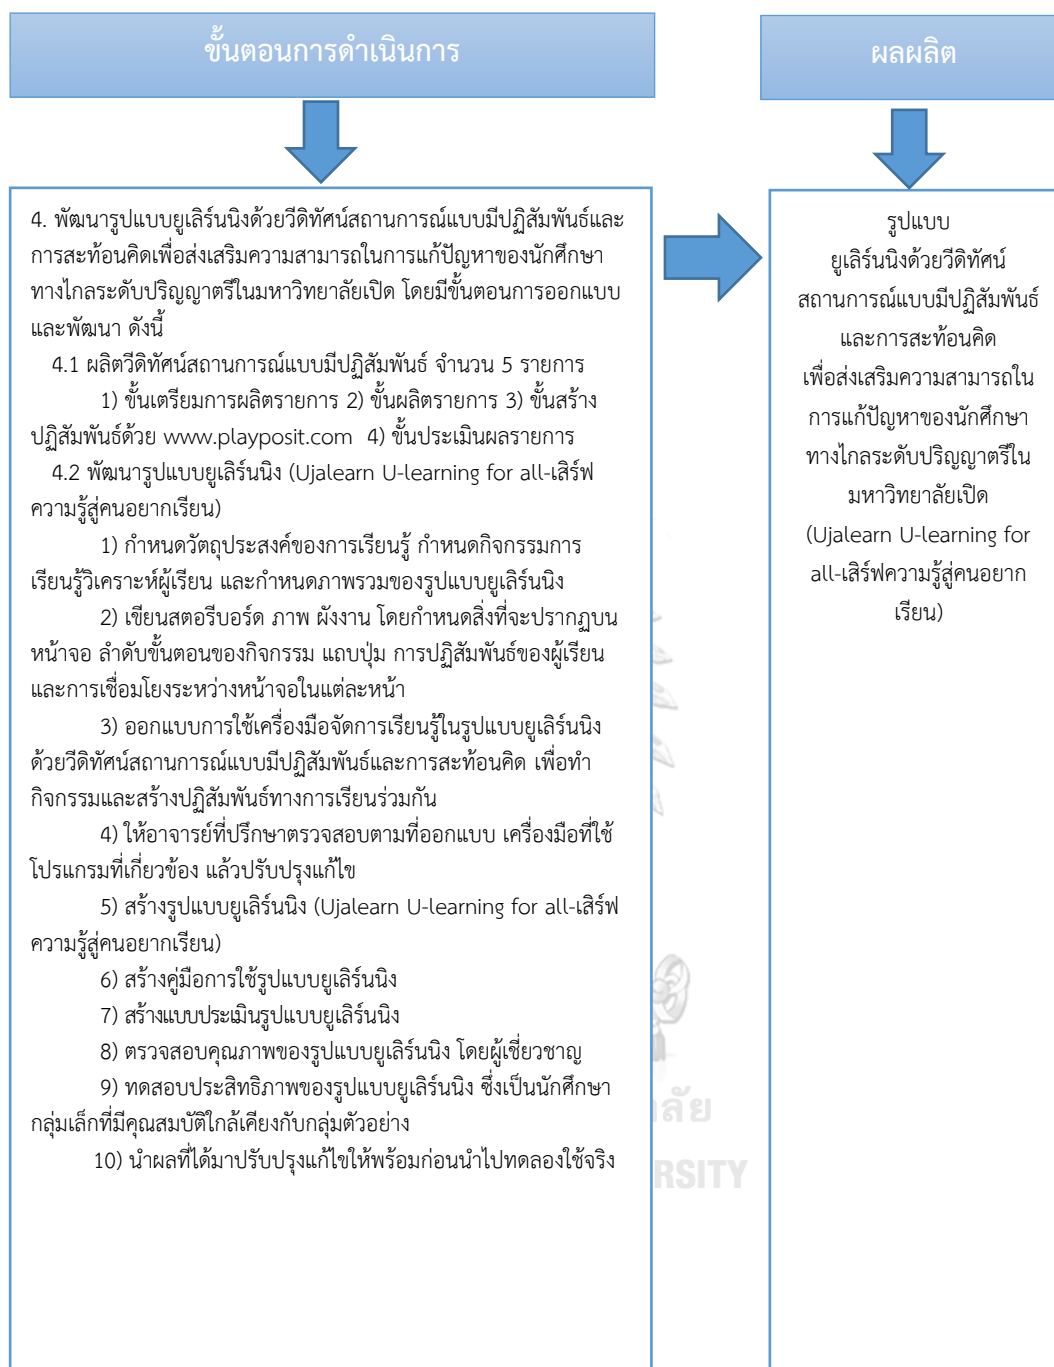 ขั้นตอนการดำเนินการ
ผลผลิต
4. พัฒนารูปแบบยูเลิร์นนิงด้วยวีดิทัศน์สถานการณ์แบบมีปฏิสัมพันธ์และ
การสะท้อนคิดเพื่อส่งเสริมความสามารถในการแก้ปัญหาของนักศึกษา
ทางไกลระดับปริญญาตรีในมหาวิทยาลัยเปิด โดยมีขั้นตอนการออกแบบ
และพัฒนา ดังนี้
4.1 ผลิตวีดิทัศน์สถานการณ์แบบมีปฏิสัมพันธ์ จำนวน 5 รายการ
1) ขั้นเตรียมการผลิตรายการ 2) ขั้นผลิตรายการ 3) ขั้นสร้าง
ปฏิสัมพันธ์ด้วย www.playposit.com 4) ขั้นประเมินผลรายการ
4.2 พัฒนารูปแบบยูเลิร์นนิง (Ujalearn U-learning for all-เสิร์ฟ
ความรู้สู่คนอยากเรียน)
1) กำหนดวัตถุประสงค์ของการเรียนรู้ กำหนดกิจกรรมการ
เรียนรู้วิเคราะห์ผู้เรียน และกำหนดภาพรวมของรูปแบบยูเลิร์นนิง
2) เขียนสตอรีบอร์ด ภาพ ผังงาน โดยกำหนดสิ่งที่จะปรากฏบน
หน้าจอ ลำดับขั้นตอนของกิจกรรม แถบปุ่ม การปฏิสัมพันธ์ของผู้เรียน
และการเชื่อมโยงระหว่างหน้าจอในแต่ละหน้า
3) ออกแบบการใช้เครื่องมือจัดการเรียนรู้ในรูปแบบยูเลิร์นนิง
ด้วยวีดิทัศน์สถานการณ์แบบมีปฏิสัมพันธ์และการสะท้อนคิด เพื่อทำ
กิจกรรมและสร้างปฏิสัมพันธ์ทางการเรียนร่วมกัน
4) ให้อาจารย์ที่ปรึกษาตรวจสอบตามที่ออกแบบ เครื่องมือที่ใช้
โปรแกรมที่เกี่ยวข้อง แล้วปรับปรุงแก้ไข
5) สร้างรูปแบบยูเลิร์นนิง (Ujalearn U-learning for all-เสิร์ฟ
ความรู้สู่คนอยากเรียน)
6) สร้างคู่มือการใช้รูปแบบยูเลิร์นนิง
7) สร้างแบบประเมินรูปแบบยูเลิร์นนิง
8) ตรวจสอบคุณภาพของรูปแบบยูเลิร์นนิง โดยผู้เชี่ยวชาญ
9) ทดสอบประสิทธิภาพของรูปแบบยูเลิร์นนิง ซึ่งเป็นนักศึกษา
กลุ่มเล็กที่มีคุณสมบัติใกล้เคียงกับกลุ่มตัวอย่าง
10) นำผลที่ได้มาปรับปรุงแก้ไขให้พร้อมก่อนนำไปทดลองใช้จริง
รูปแบบ
ยูเลิร์นนิงด้วยวีดิทัศน์
สถานการณ์แบบมีปฏิสัมพันธ์
และการสะท้อนคิด
เพื่อส่งเสริมความสามารถใน
การแก้ปัญหาของนักศึกษา
ทางไกลระดับปริญญาตรีใน
มหาวิทยาลัยเปิด
(Ujalearn U-learning for
all-เสิร์ฟความรู้สู่คนอยาก
เรียน)
ลัย
RSITY